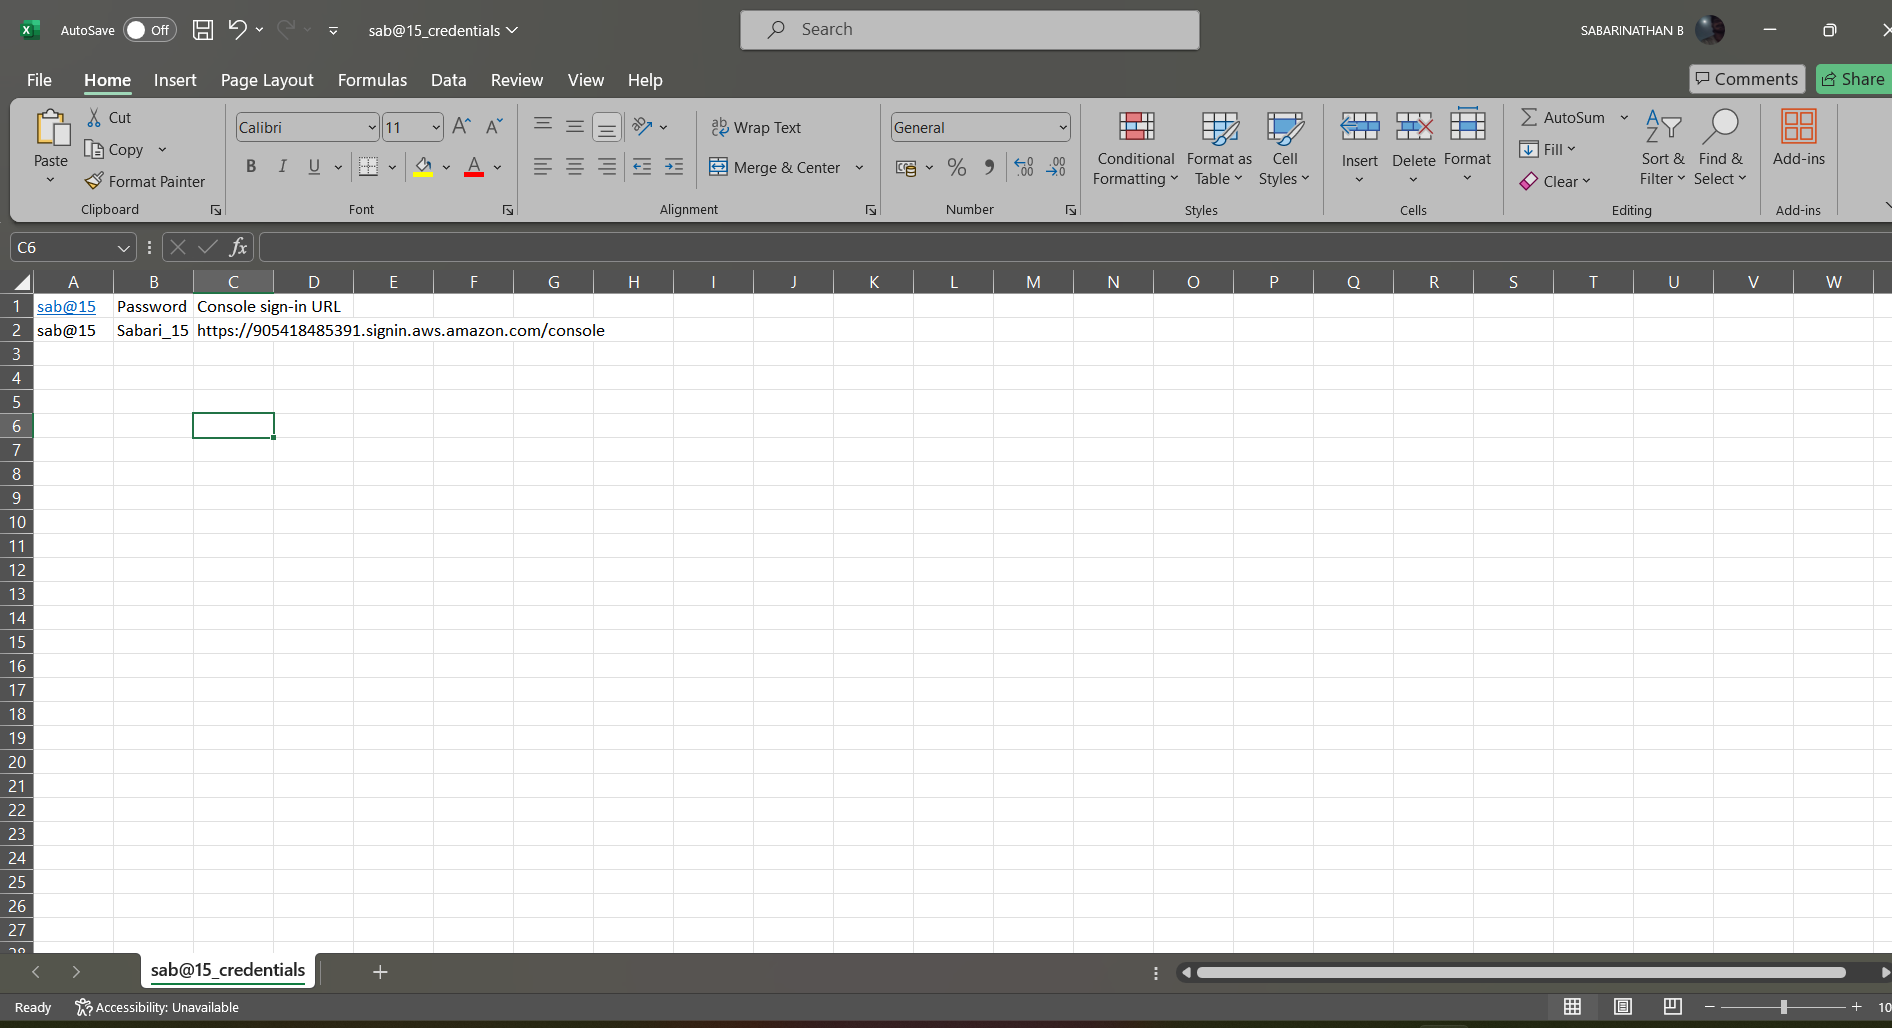 AutoSave Off sab@15_credentials Search SABARINATHAN B
File Home Insert Page Layout Formulas Data Review View Help Comments Share
Paste Cut Copy Format Painter Clipboard
Calibri 11 B I U A Font
Wrap Text Merge & Center Alignment
General % Number
Conditional Formatting Format as Table Cell Styles Styles
Insert Delete Format Cells
AutoSum Fill Clear Sort & Filter Find & Select Editing
Add-ins Add-ins
C6 fx
A B C D E F G H I J K L M N O P Q R S T U V W
1 sab@15 Password Console sign-in URL
2 sab@15 Sabari_15 https://905418485391.signin.aws.amazon.com/console
3
4
5
6
7
8
9
10
11
12
13
14
15
16
17
18
19
20
21
22
23
24
25
26
27
28
sab@15_credentials
Ready Accessibility: Unavailable